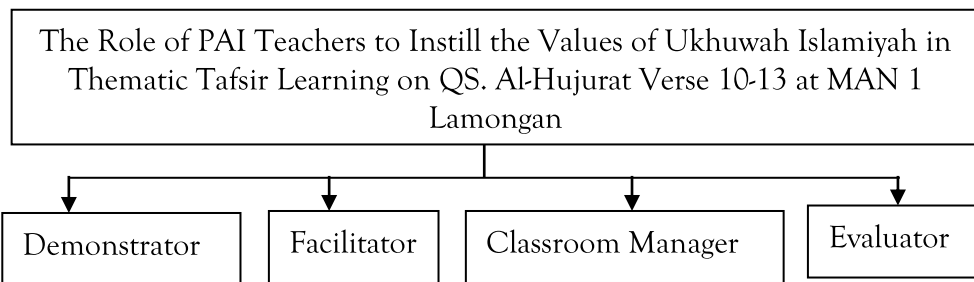 The Role of PAI Teachers to Instill the Values of Ukhuwah Islamiyah in
Thematic Tafsir Learning on QS. Al-Hujurat Verse 10-13 at MAN 1
Lamongan
Demonstrator
Facilitator
Classroom Manager
Evaluator